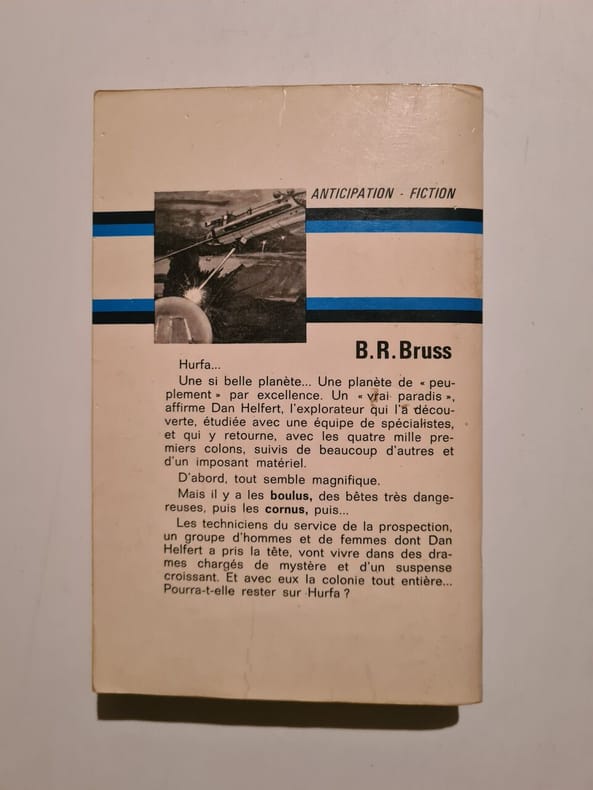 ANTICIPATION - FICTION
B.R.Bruss
Hurfa...
Une si belle planète... Une planète de « peu-
plement » par excellence. Un « vrai paradis »,
affirme Dan Helfert, l'explorateur qui l'a décou-
verte, étudiée avec une équipe de spécialistes,
et qui y retourne, avec les quatre mille pre-
miers colons, suivis de beaucoup d'autres et
d'un imposant matériel.
D'abord, tout semble magnifique.
Mais il y a les boulus, des bêtes très dange-
reuses, puis les cornus, puis...
Les techniciens du service de la prospection,
un groupe d'hommes et de femmes dont Dan
Helfert a pris la tête, vont vivre dans des dra-
mes chargés de mystère et d'un suspense
croissant. Et avec eux la colonie tout entière...
Pourra-t-elle rester sur Hurfa ?